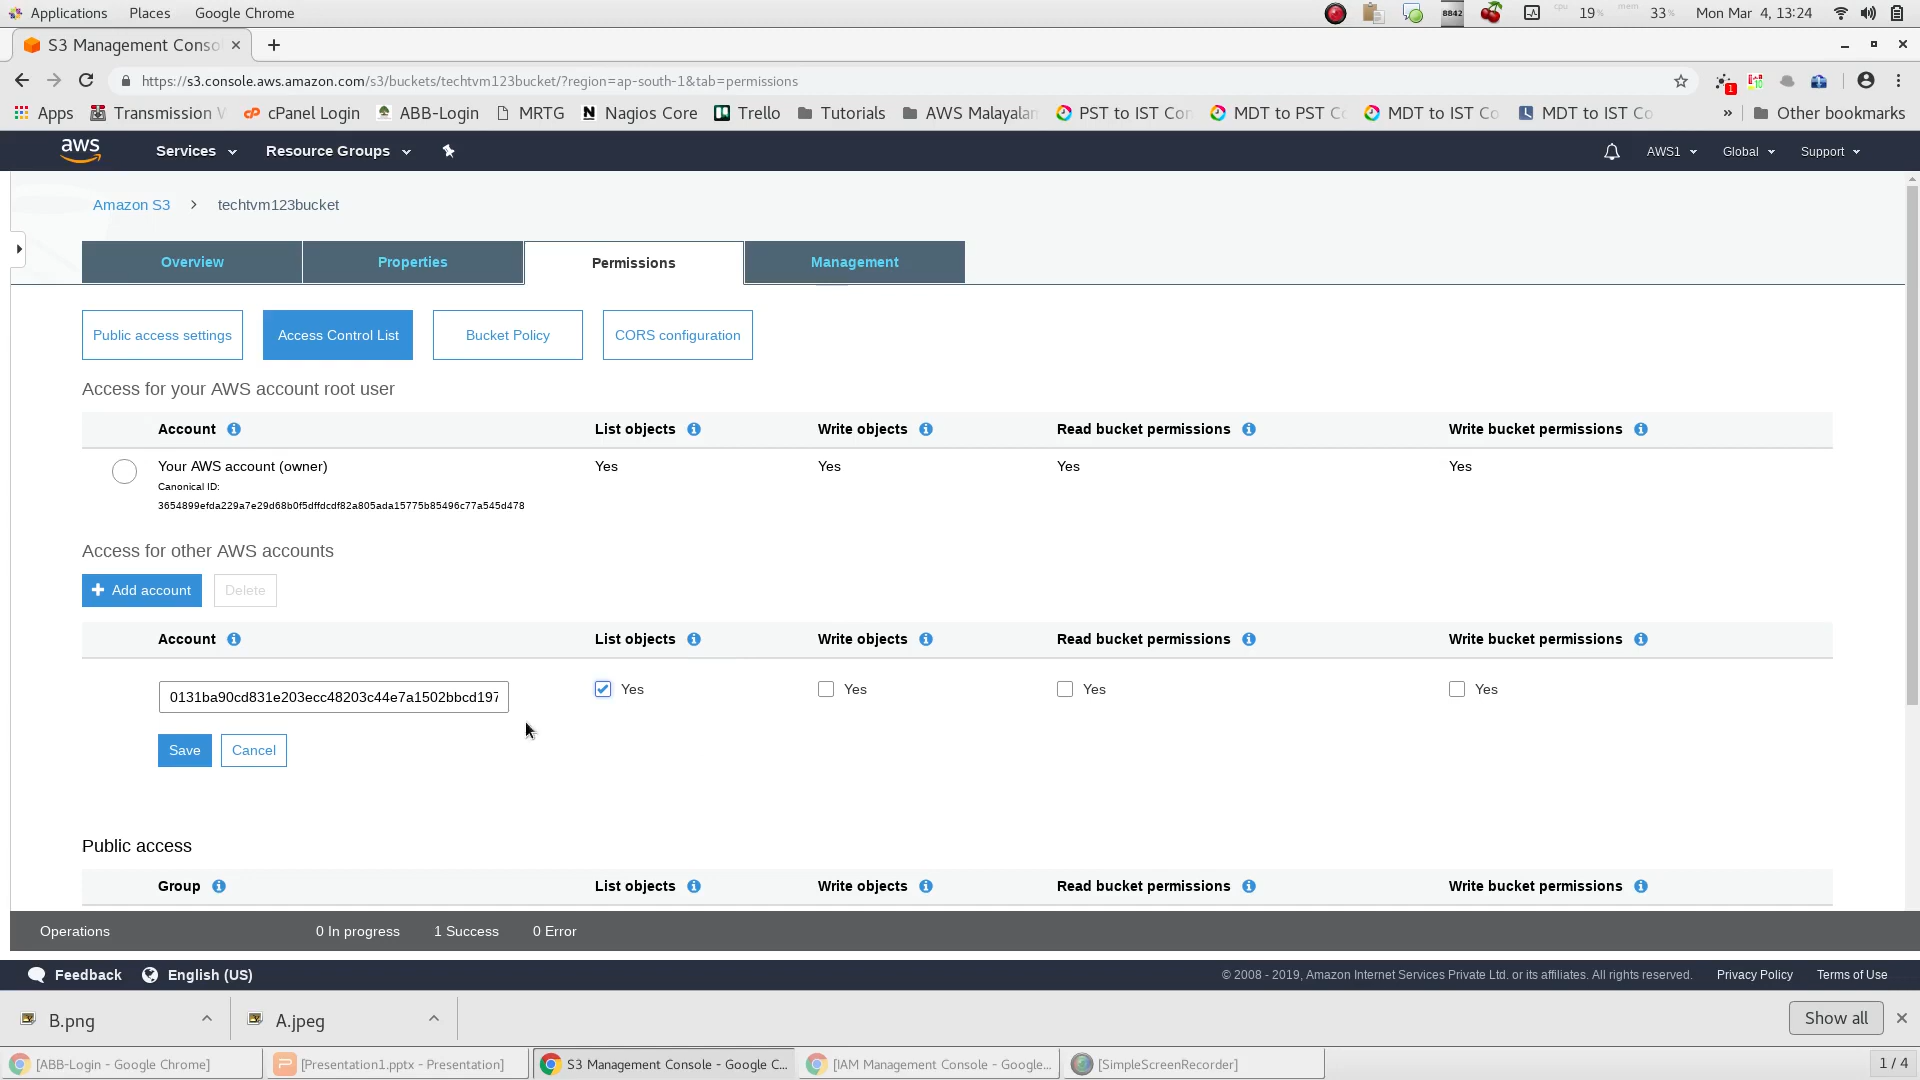 Applications Places Google Chrome 8842 cpu 19% mem 33% Mon Mar 4, 13:24
S3 Management Conso
https://s3.console.aws.amazon.com/s3/buckets/techtvm123bucket/?region=ap-south-1&tab=permissions 1
Apps Transmission cPanel Login ABB-Login MRTG Nagios Core Trello Tutorials AWS Malayalam PST to IST Con MDT to PST MDT to IST Co MDT to IST Co » Other bookmarks
aws Services Resource Groups AWS1 Global Support
Amazon S3 > techtvm123bucket
Overview Properties Permissions Management
Public access settings Access Control List Bucket Policy CORS configuration
Access for your AWS account root user
Account List objects Write objects Read bucket permissions Write bucket permissions
Your AWS account (owner) Yes Yes Yes Yes
Canonical ID:
3654899efda229a7e29d68b0f5dffdcdf82a805ada15775b85496c77a545d478
Access for other AWS accounts
+ Add account Delete
Account List objects Write objects Read bucket permissions Write bucket permissions
0131ba90cd831e203ecc48203c44e7a1502bbcd197 Yes Yes Yes Yes
Save Cancel
Public access
Group List objects Write objects Read bucket permissions Write bucket permissions
Operations 0 In progress 1 Success 0 Error
Feedback English (US) © 2008 - 2019, Amazon Internet Services Private Ltd. or its affiliates. All rights reserved. Privacy Policy Terms of Use
B.png A.jpeg Show all
[ABB-Login - Google Chrome] [Presentation1.pptx - Presentation] S3 Management Console - Google C... [IAM Management Console - Google... [SimpleScreenRecorder] 1 / 4